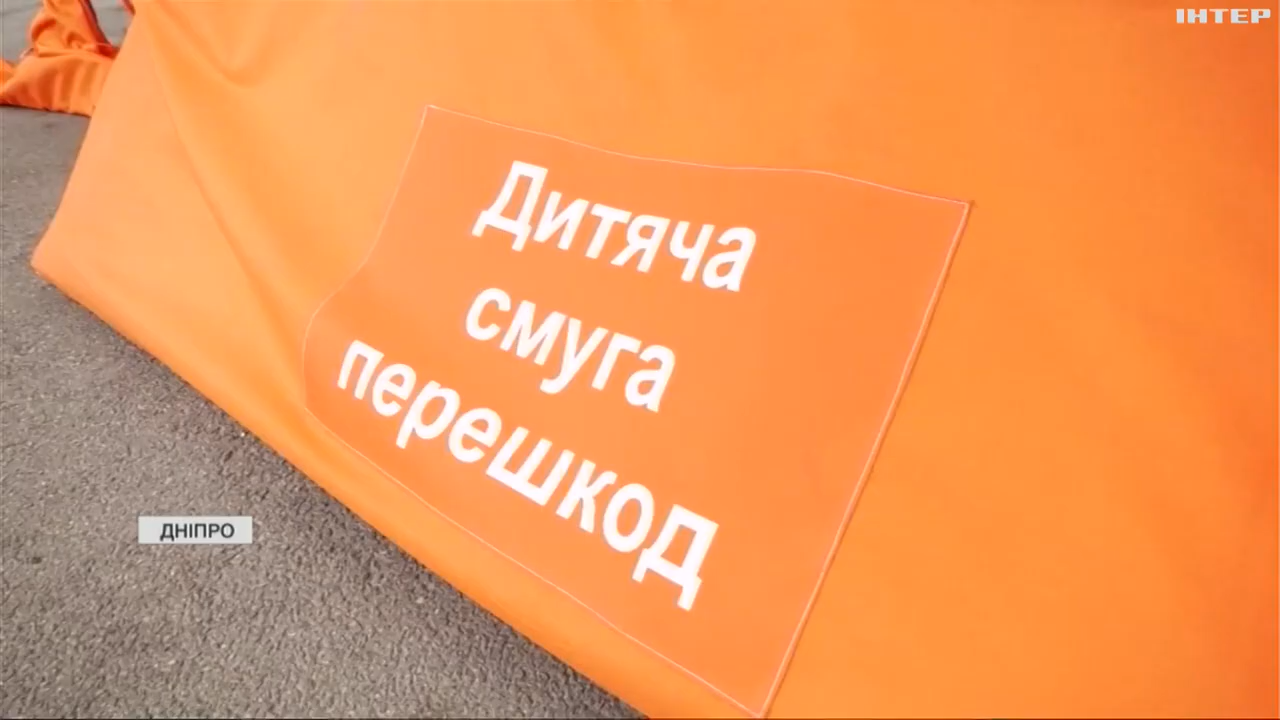 ІНТЕР
Дитяча
смуга
перешкод
ДНІПРО